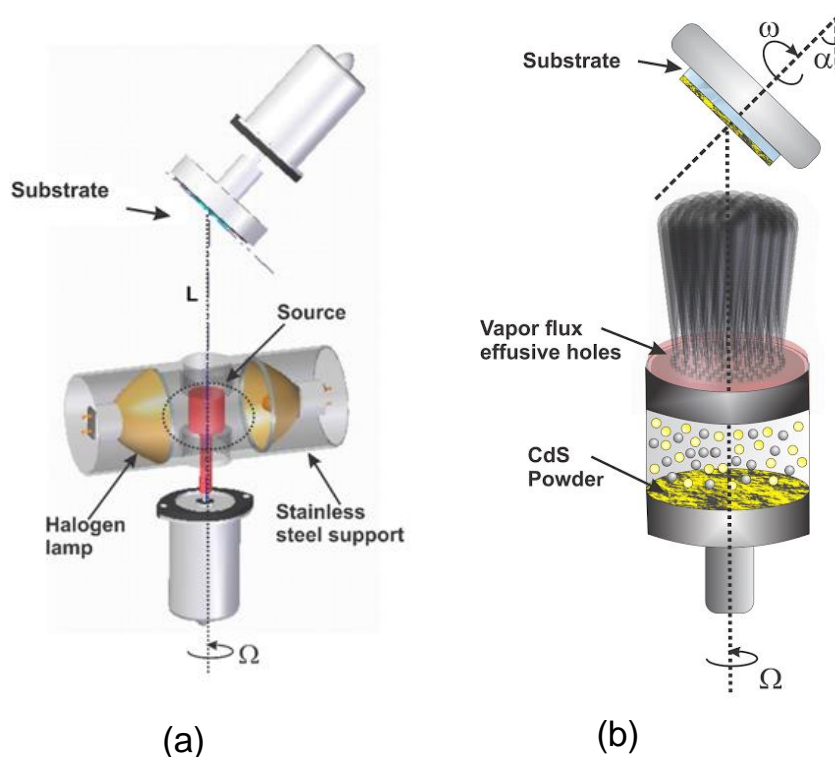 Substrate
L
Source
Halogen
lamp
Stainless
steel support
Ω
(a)
ω
α
Substrate
Vapor flux
effusive holes
CdS
Powder
Ω
(b)